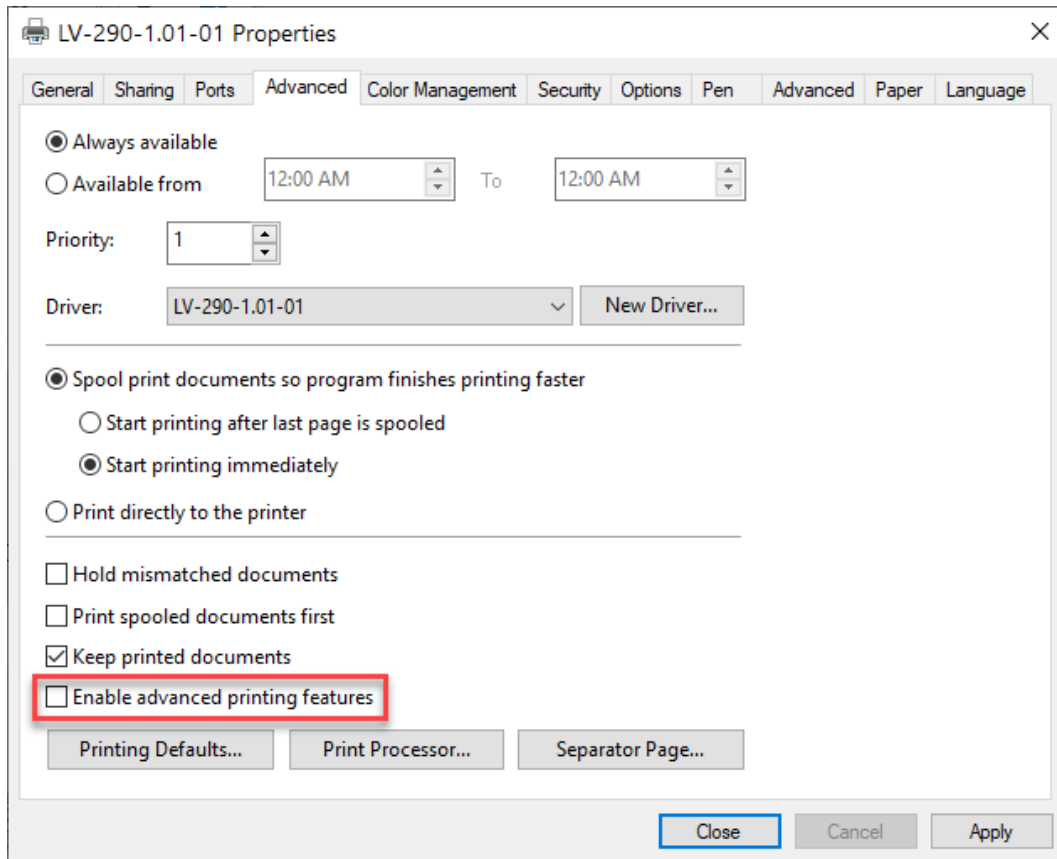 LV-290-1.01-01 Properties
General Sharing Ports Advanced Color Management Security Options Pen Advanced Paper Language
Always available
Available from 12:00 AM To 12:00 AM
Priority: 1
Driver: LV-290-1.01-01 New Driver...
Spool print documents so program finishes printing faster
Start printing after last page is spooled
Start printing immediately
Print directly to the printer
Hold mismatched documents
Print spooled documents first
Keep printed documents
Enable advanced printing features
Printing Defaults... Print Processor... Separator Page...
Close Cancel Apply